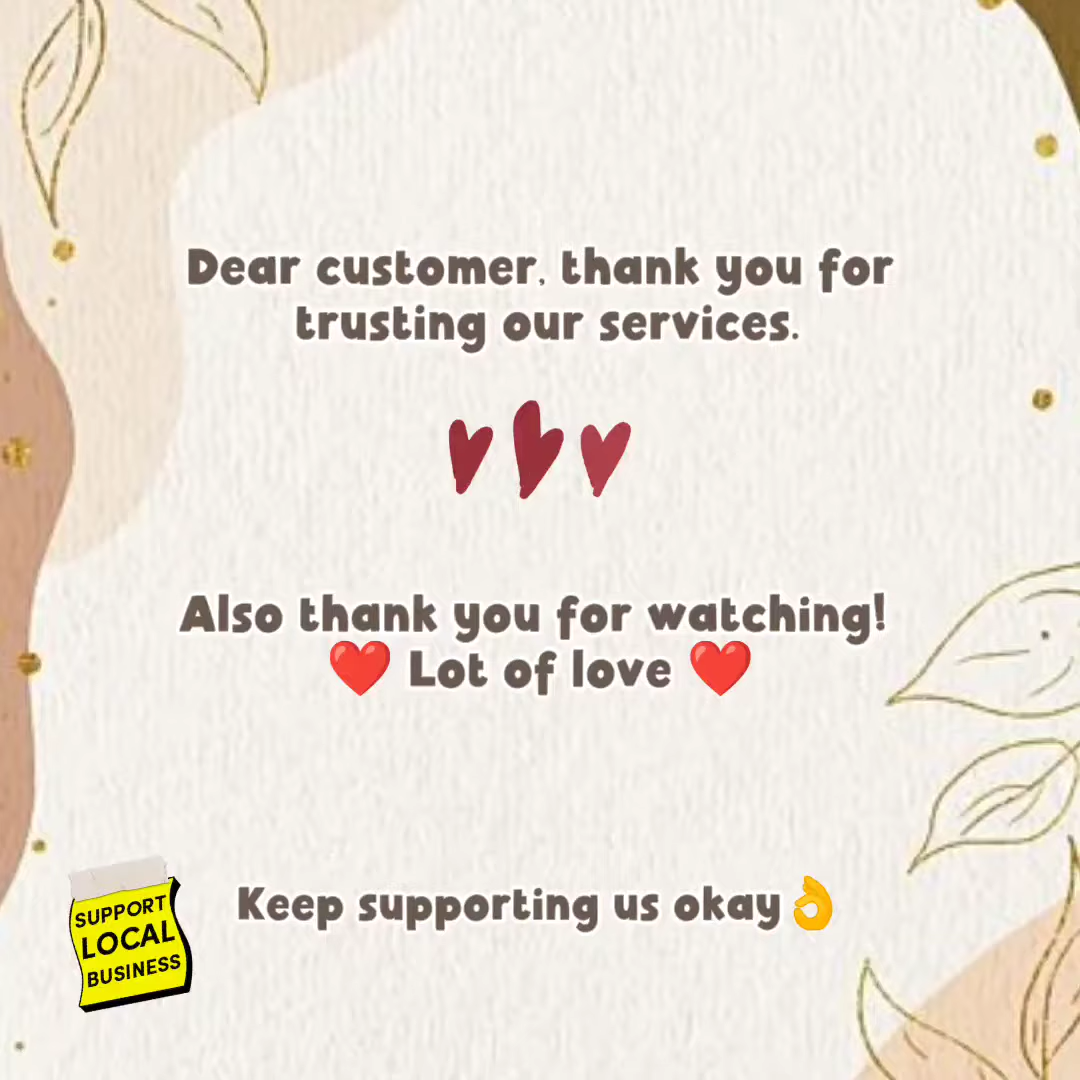 Dear customer, thank you for
trusting our services.
Also thank you for watching!
❤️ Lot of love ❤️
Keep supporting us okay👌
SUPPORT
LOCAL
BUSINESS